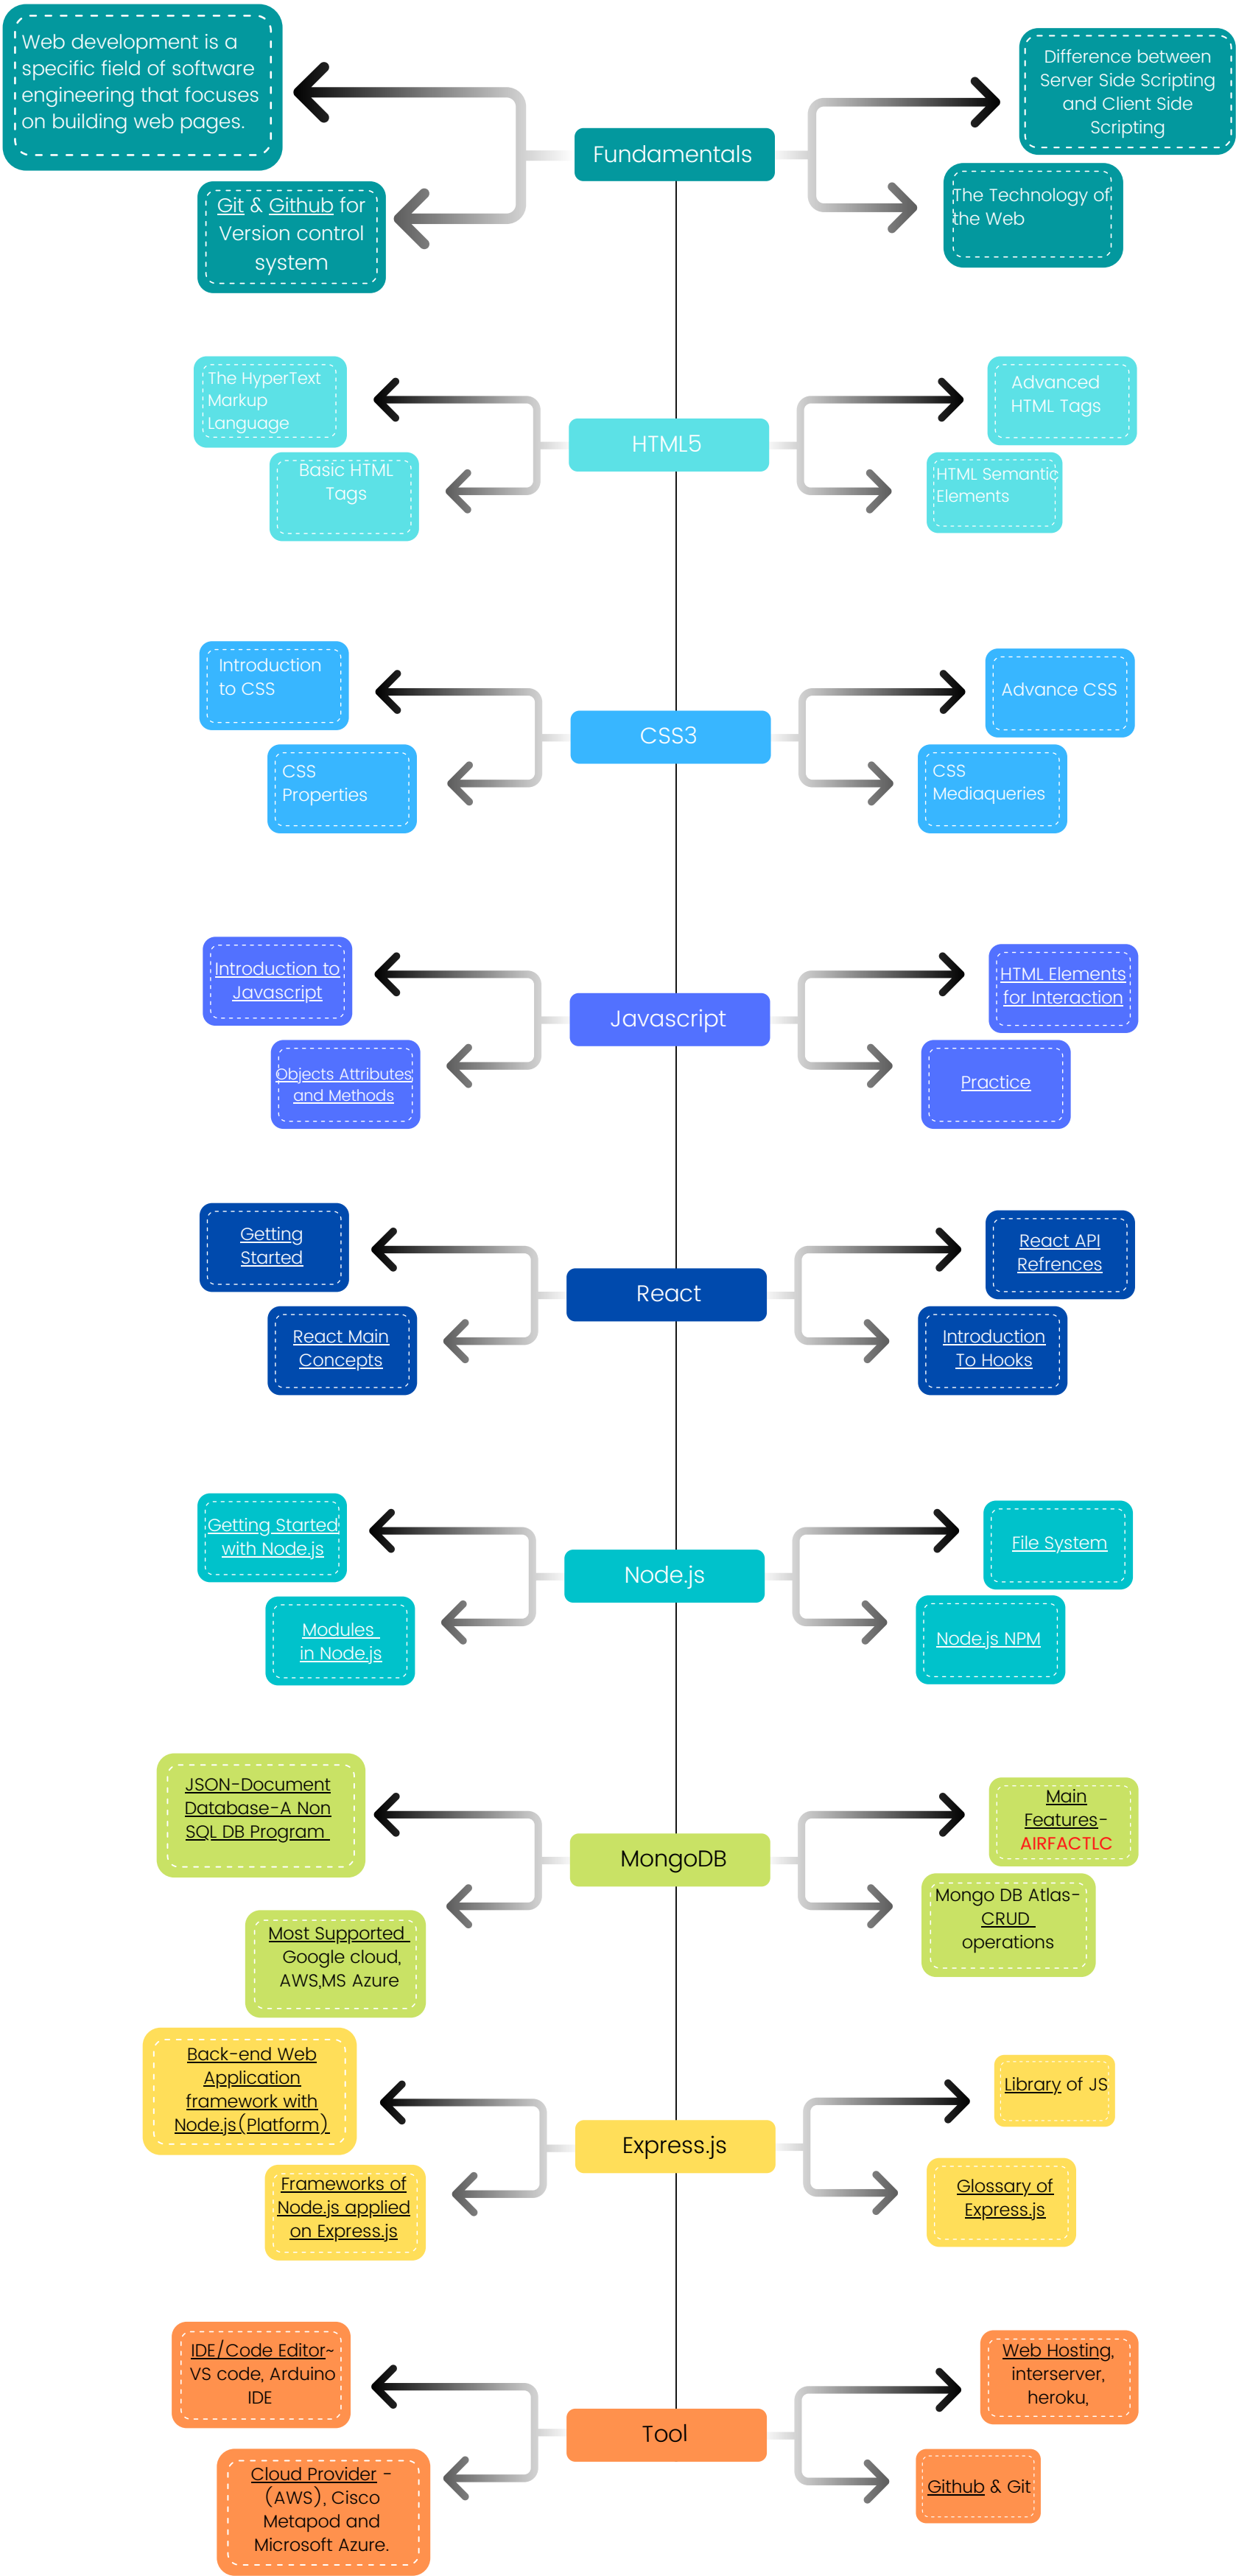 Web development is a
specific field of software
engineering that focuses
on building web pages.
Difference between
Server Side Scripting
and Client Side
Scripting
Fundamentals
Git & Github for
Version control
system
The Technology of
the Web
The HyperText
Markup
Language
Advanced
HTML Tags
HTML5
Basic HTML
Tags
HTML Semantic
Elements
Introduction
to CSS
Advance CSS
CSS3
CSS
Properties
CSS
Mediaqueries
Introduction to
Javascript
HTML Elements
for Interaction
Javascript
Objects Attributes
and Methods
Practice
Getting
Started
React API
Refrences
React
React Main
Concepts
Introduction
To Hooks
Getting Started
with Node.js
File System
Node.js
Modules
in Node.js
Node.js NPM
JSON-Document
Database-A Non
SQL DB Program
Main
Features-
AIRFACTLC
MongoDB
Most Supported
Google cloud,
AWS,MS Azure
Mongo DB Atlas-
CRUD
operations
Back-end Web
Application
framework with
Node.js(Platform)
Library of JS
Express.js
Frameworks of
Node.js applied
on Express.js
Glossary of
Express.js
IDE/Code Editor~
VS code, Arduino
IDE
Web Hosting,
interserver,
heroku,
Tool
Cloud Provider -
(AWS), Cisco
Metapod and
Microsoft Azure.
Github & Git